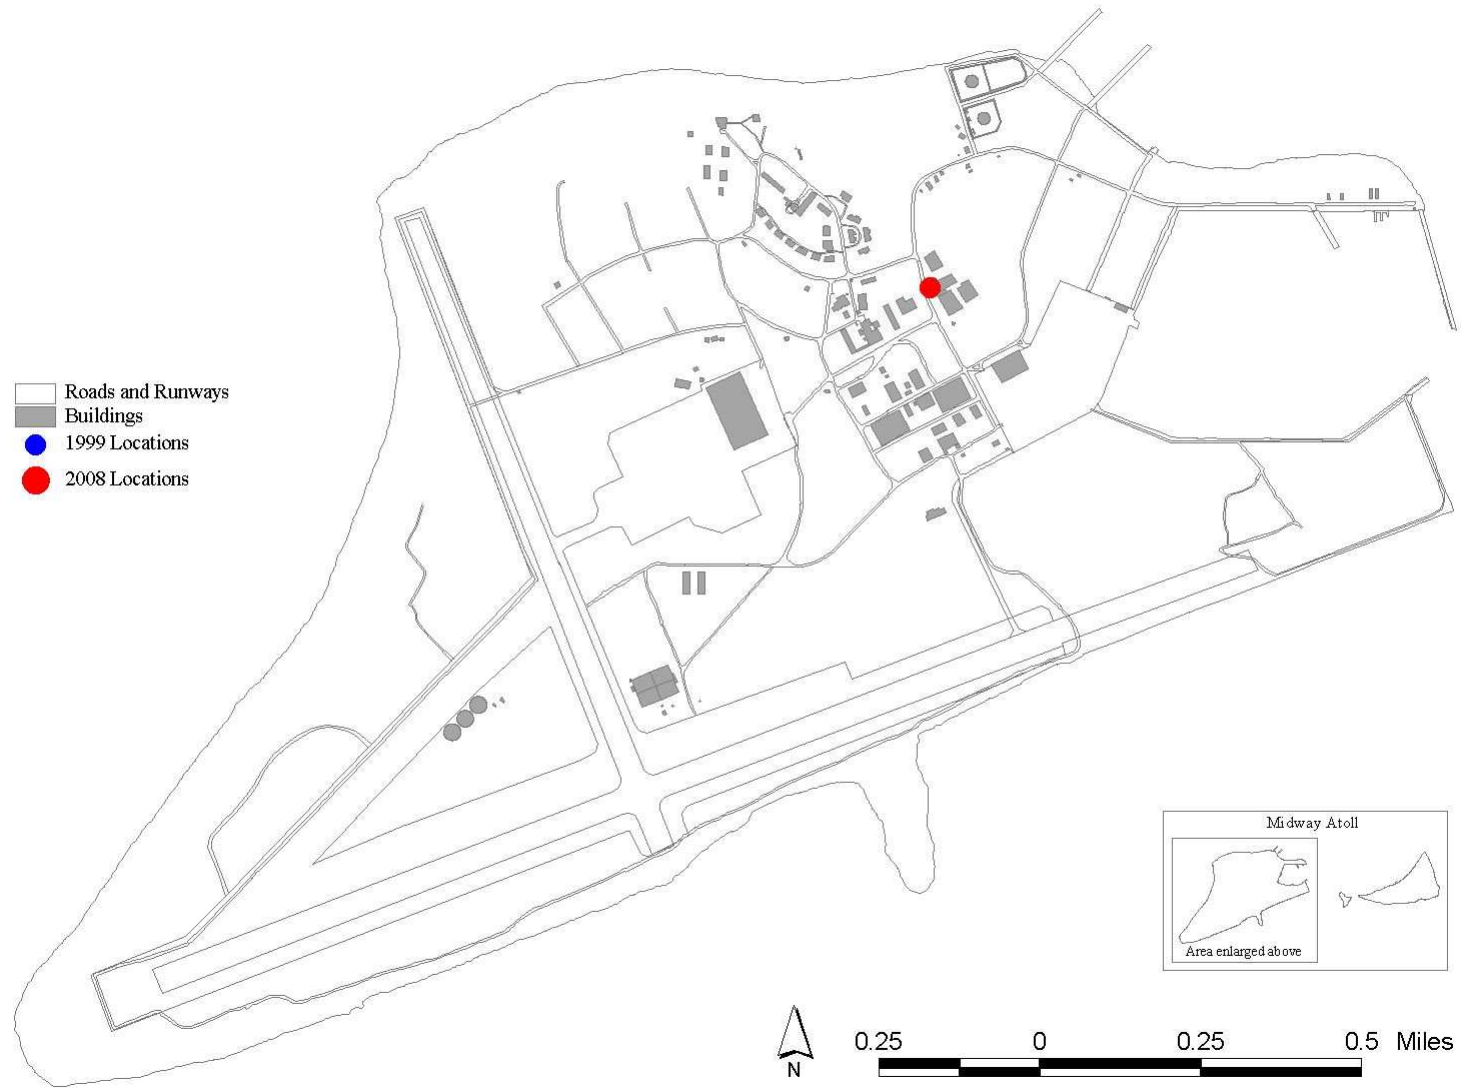 Roads and Runways
Buildings
1999 Locations
2008 Locations
Midway Atoll
Area enlarged above
N
0.25 0 0.25 0.5 Miles